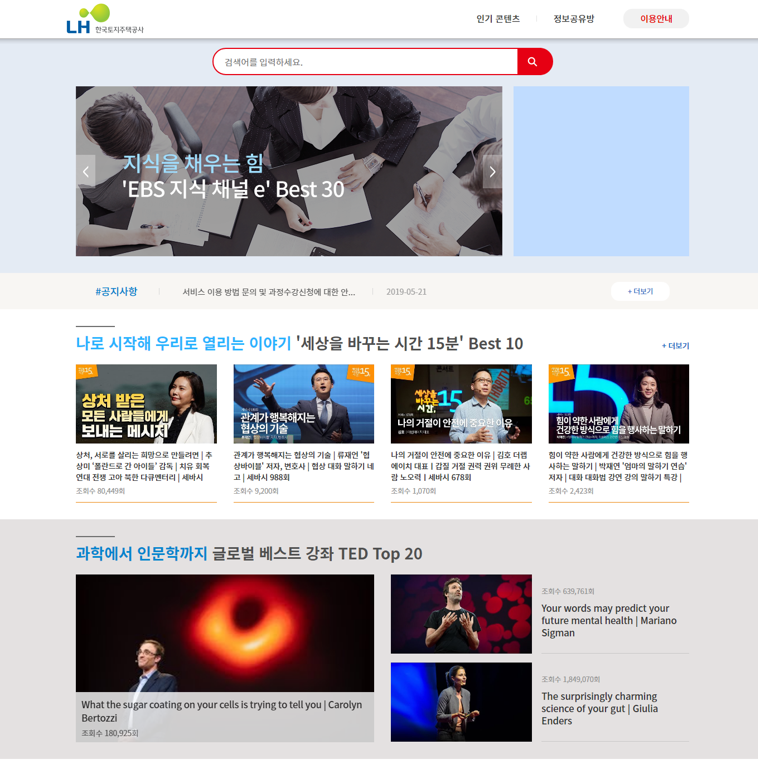 LH 한국토지주택공사
인기 콘텐츠
정보공유방
이용안내
검색어를 입력하세요.
지식을 채우는 힘
'EBS 지식 채널 e' Best 30
#공지사항
서비스 이용 방법 문의 및 과정수강신청에 대한 안...
2019-05-21
+ 더보기
나로 시작해 우리로 열리는 이야기 '세상을 바꾸는 시간 15분' Best 10
+ 더보기
상처 받은
모든 사람들에게
보내는 메시지
상처, 서로를 살리는 희망으로 만들려면 | 추
상미 '폴란드로 간 아이들' 감독 | 치유 회복
연대 전쟁 고아 북한 다큐멘터리 | 세바시
조회수 80,449회
관계가 행복해지는
협상의 기술
관계가 행복해지는 협상의 기술 | 류재언 '협
상바이블' 저자, 변호사 | 협상 대화 말하기 네
고 | 세바시 988회
조회수 9,200회
세상을
바꾸는 15
시간,
나의 거절이 안전에 중요한 이유
나의 거절이 안전에 중요한 이유 | 김호 더랩
에이치 대표 | 갑질 거절 권력 권위 무례한 사
람 노오력 | 세바시 678회
조회수 1,070회
힘이 약한 사람에게
건강한 방식으로 힘을 행사하는 말하기
힘이 약한 사람에게 건강한 방식으로 힘을 행
사하는 말하기 | 박재연 '엄마의 말하기 연습'
저자 | 대화 대화법 강연 강의 말하기 특강 |
조회수 2,423회
과학에서 인문학까지 글로벌 베스트 강좌 TED Top 20
What the sugar coating on your cells is trying to tell you | Carolyn
Bertozzi
조회수 180,925회
조회수 639,761회
Your words may predict your
future mental health | Mariano
Sigman
조회수 1,849,070회
The surprisingly charming
science of your gut | Giulia
Enders